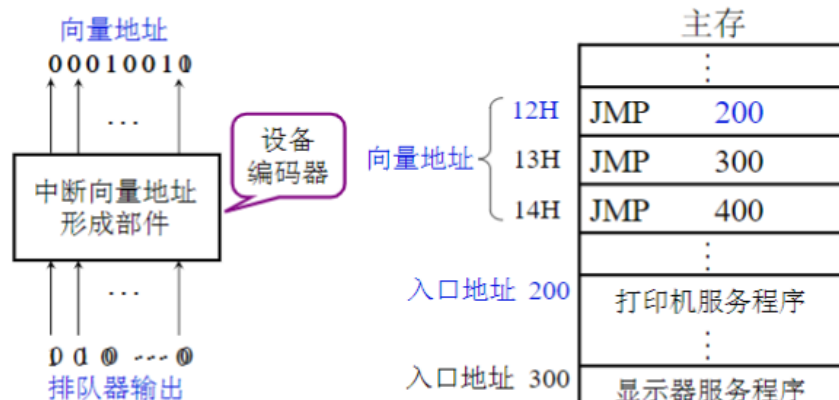 向量地址
中断向量地址
形成部件
设备
编码器
排队器输出
主存
向量地址
12H JMP 200
13H JMP 300
14H JMP 400
入口地址 200
打印机服务程序
入口地址 300
显示器服务程序